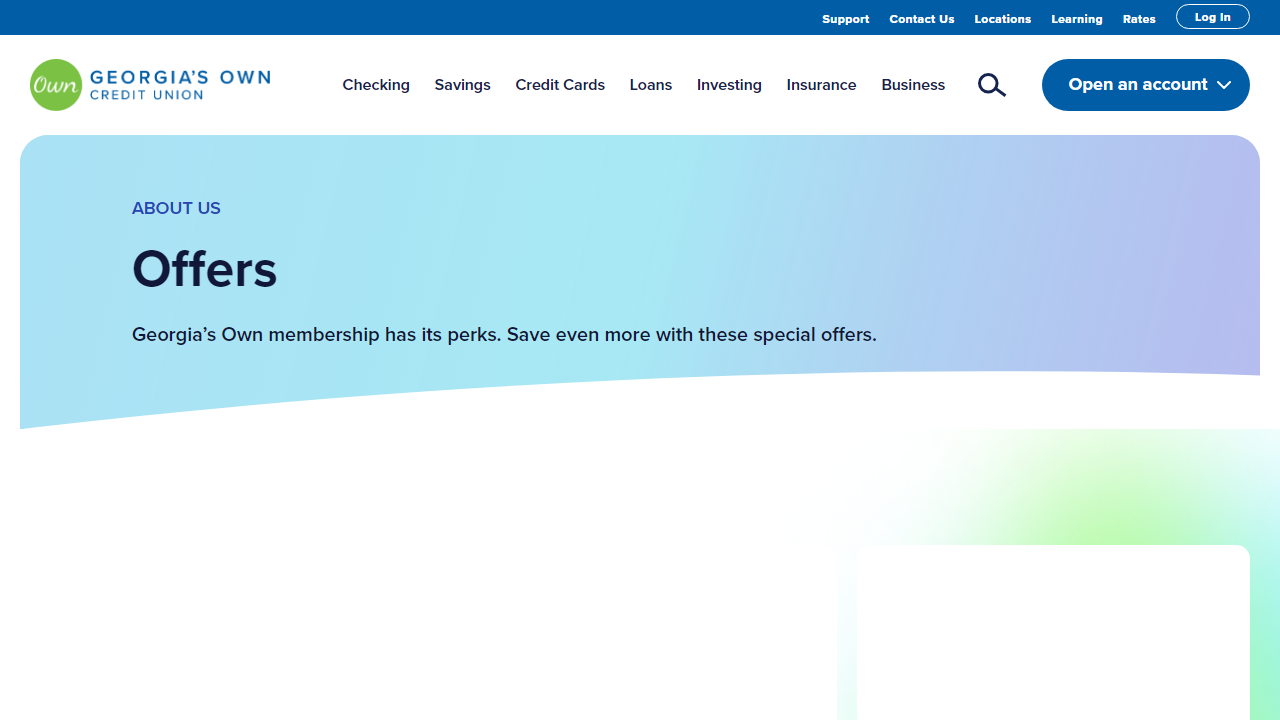 Support Contact Us Locations Learning Rates Log In
Own GEORGIA'S OWN
CREDIT UNION
Checking Savings Credit Cards Loans Investing Insurance Business Open an account
ABOUT US
Offers
Georgia’s Own membership has its perks. Save even more with these special offers.